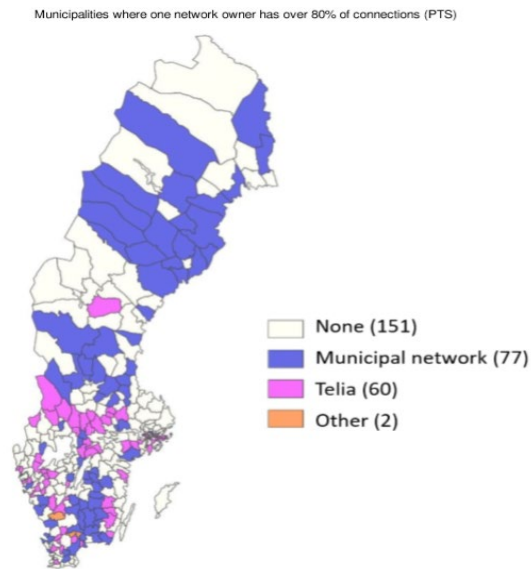 Municipalities where one network owner has over 80% of connections (PTS)
None (151)
Municipal network (77)
Telia (60)
Other (2)